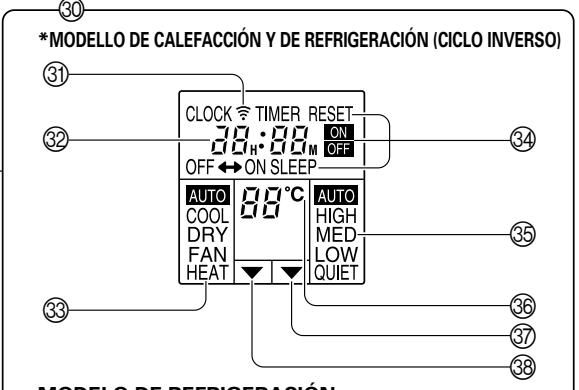 ㉚
*MODELLO DE CALEFACCIÓN Y DE REFRIGERACIÓN (CICLO INVERSO)
㉛
CLOCK TIMER RESET
㉜ 88H:88M ON OFF ㉞
OFF ↔ ON SLEEP
AUTO 88°C AUTO
COOL HIGH
DRY MED ㉟
FAN LOW
HEAT ▼ ▼ QUIET
㉝ ㊱
㊲
㊳
MODELO DE REFRIGERACIÓN